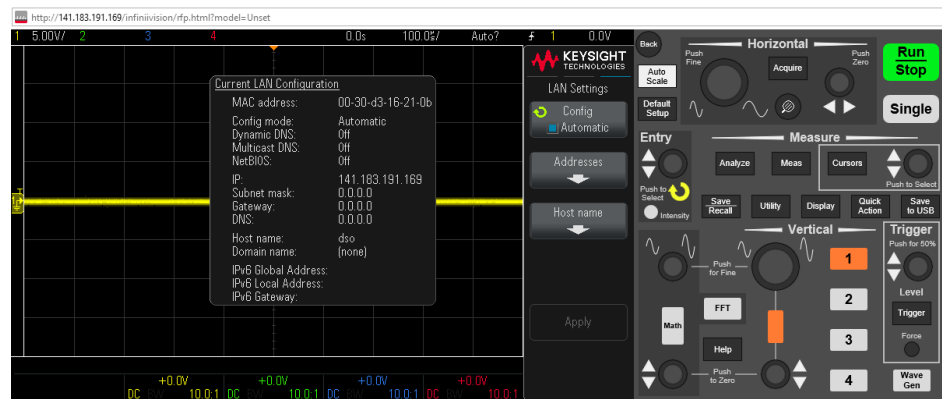 http://141.183.191.169/infiniivision/rfp.html?model=Unset
1 5.00V/ 2 3 4 0.0s 100.0%/ Auto? 1 0.0V
KEYSIGHT
TECHNOLOGIES
LAN Settings
Config
Automatic
Addresses
Host name
Apply
Current LAN Configuration
MAC address: 00-30-d3-16-21-0b
Config mode: Automatic
Dynamic DNS: Off
Multicast DNS: Off
NetBIOS: Off
IP: 141.183.191.169
Subnet mask: 0.0.0.0
Gateway: 0.0.0.0
DNS: 0.0.0.0
Host name: dso
Domain name: (none)
IPv6 Global Address:
IPv6 Local Address:
IPv6 Gateway:
+0.0V +0.0V +0.0V +0.0V
DC BW 10.0:1 DC BW 10.0:1 DC BW 10.0:1 DC BW 10.0:1
Back
Horizontal
Push
Fine
Push
Zero
Run
Stop
Auto
Scale
Acquire
Default
Setup
Single
Entry
Measure
Analyze
Meas
Cursors
Push to
Select
Push to Select
Intensity
Save
Recall
Utility
Display
Quick
Action
Save
to USB
Vertical
Trigger
Push for 50%
Push
for Fine
1
Level
FFT
2
Trigger
Math
3
Force
Help
Push
to Zero
4
Wave
Gen